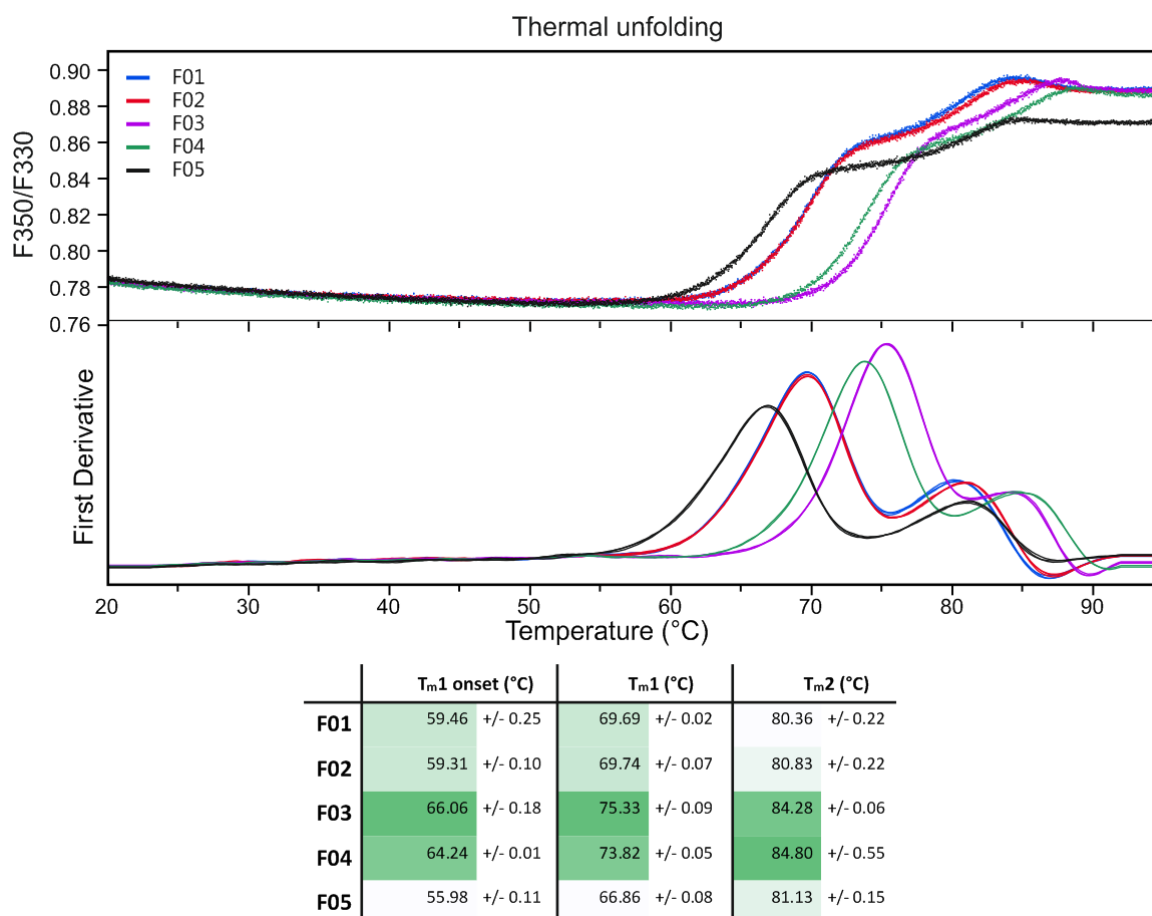 Thermal unfolding
F350/F330
0.90
0.88
0.86
0.84
0.82
0.80
0.78
0.76
F01
F02
F03
F04
F05
First Derivative
20 30 40 50 60 70 80 90
Temperature (°C)
Tm1 onset (°C) Tm1 (°C) Tm2 (°C)
F01 59.46 +/- 0.25 69.69 +/- 0.02 80.36 +/- 0.22
F02 59.31 +/- 0.10 69.74 +/- 0.07 80.83 +/- 0.22
F03 66.06 +/- 0.18 75.33 +/- 0.09 84.28 +/- 0.06
F04 64.24 +/- 0.01 73.82 +/- 0.05 84.80 +/- 0.55
F05 55.98 +/- 0.11 66.86 +/- 0.08 81.13 +/- 0.15